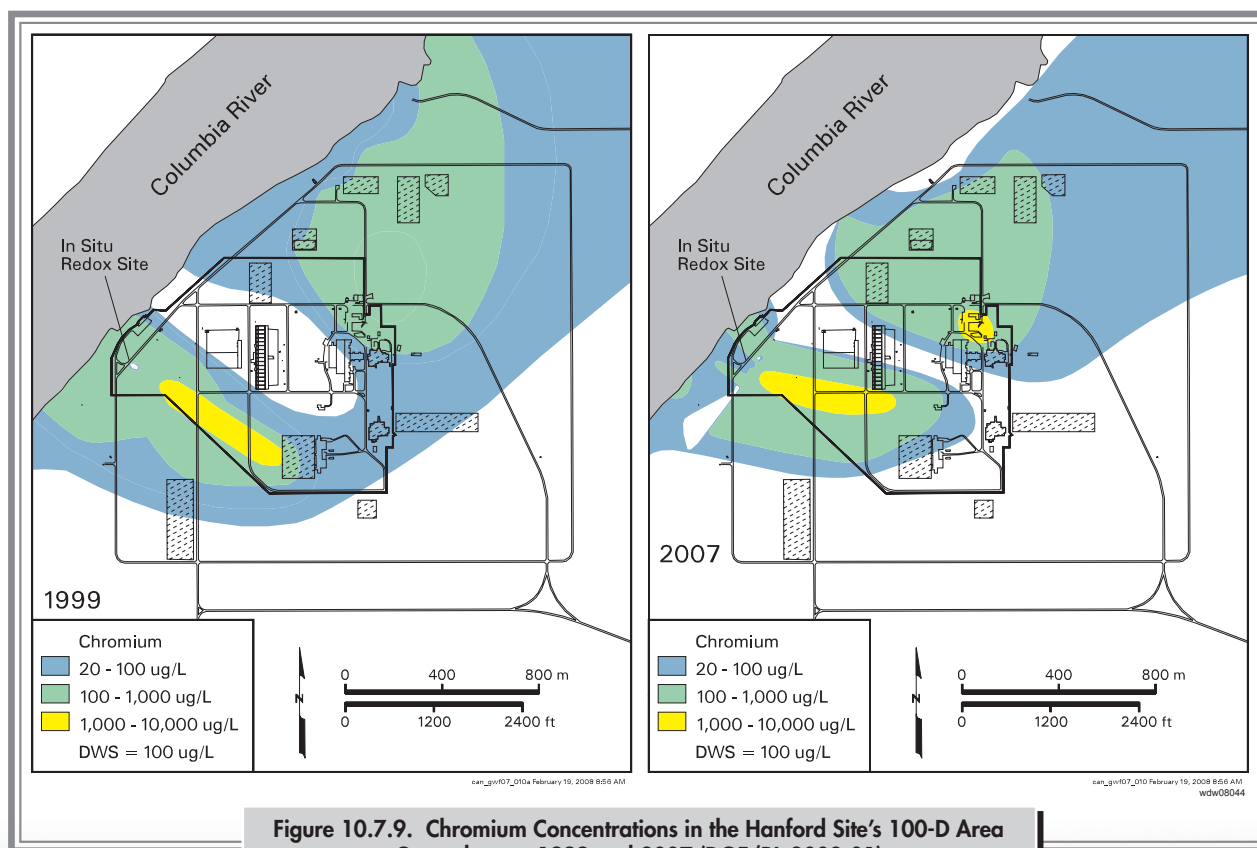 Columbia River
In Situ
Redox Site
1999
Chromium
20 - 100 ug/L
100 - 1,000 ug/L
1,000 - 10,000 ug/L
DWS = 100 ug/L
N
0 400 800 m
0 1200 2400 ft
can_gwf07_010a February 19, 2008 8:56 AM
Columbia River
In Situ
Redox Site
2007
Chromium
20 - 100 ug/L
100 - 1,000 ug/L
1,000 - 10,000 ug/L
DWS = 100 ug/L
N
0 400 800 m
0 1200 2400 ft
can_gwf07_010 February 19, 2008 8:56 AM
wdw08044
Figure 10.7.9. Chromium Concentrations in the Hanford Site's 100-D Area